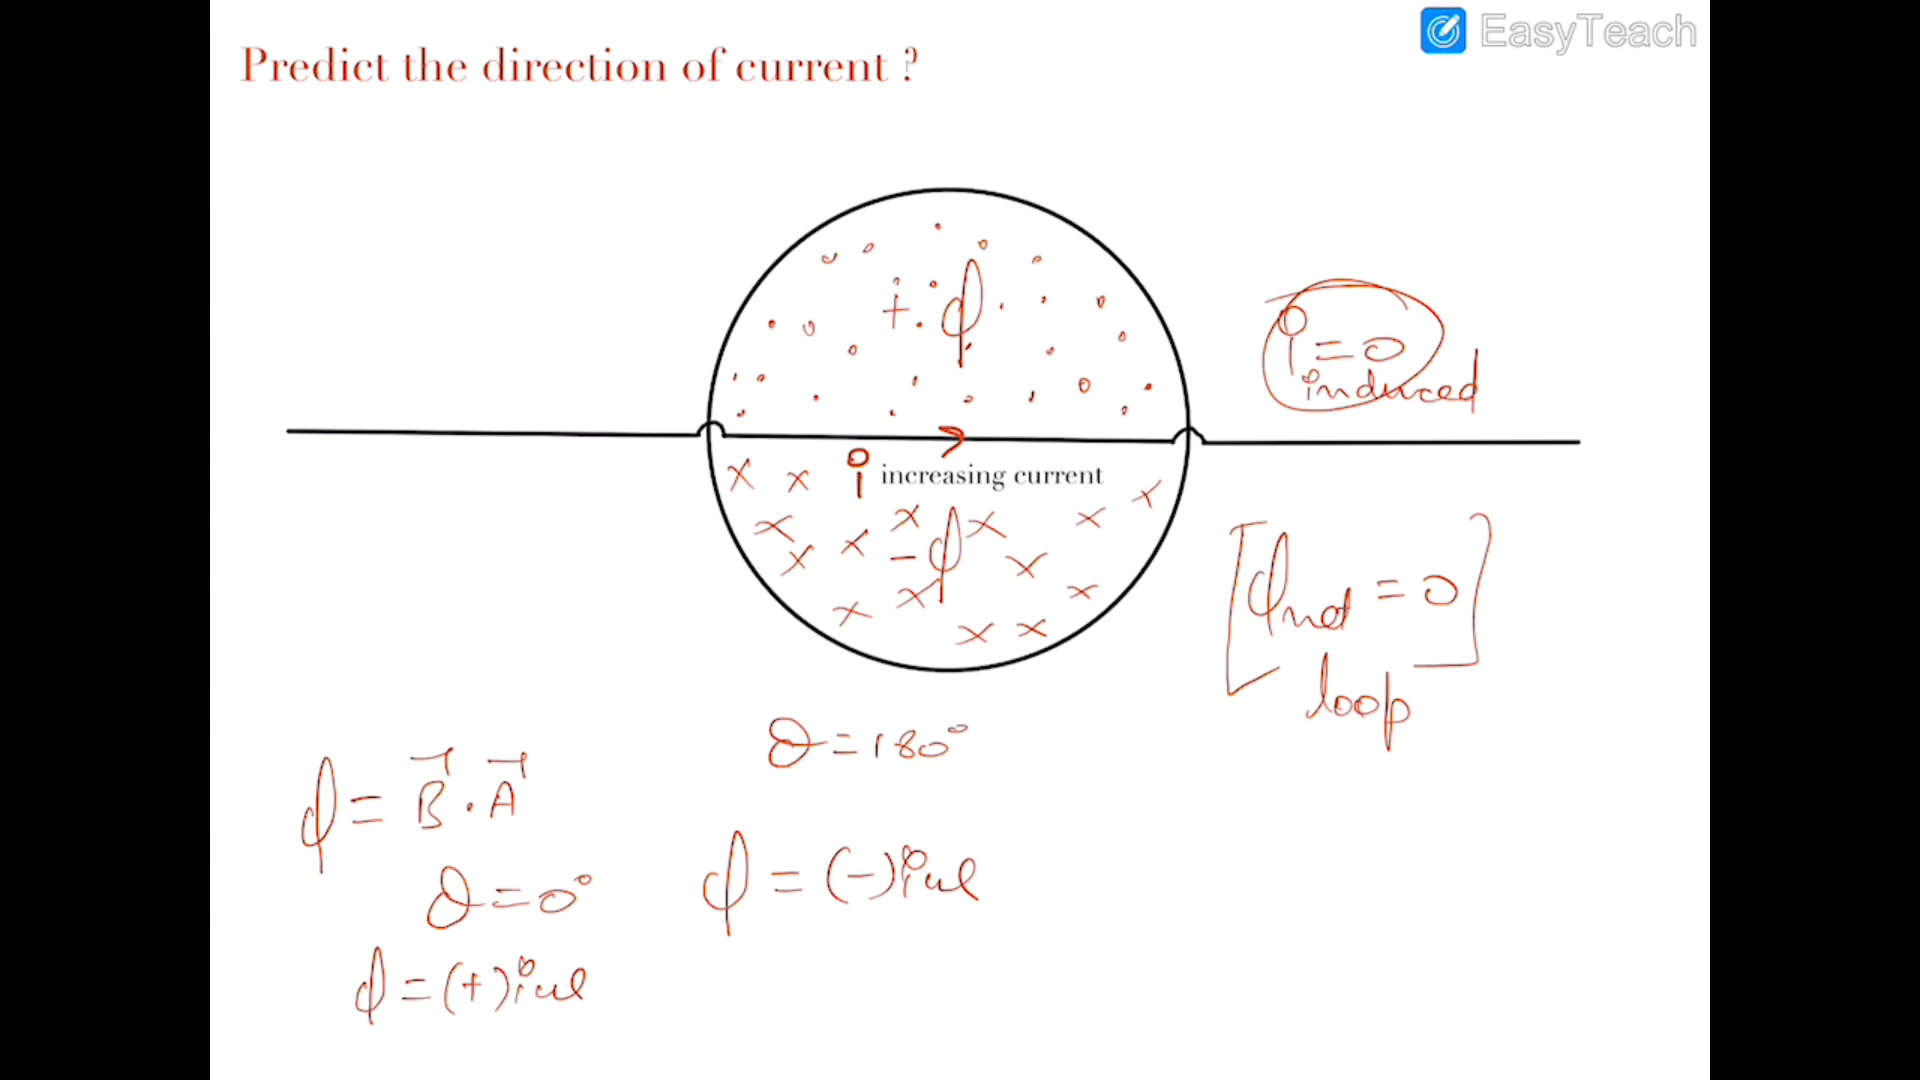 EasyTeach
Predict the direction of current ?
+ ϕ
i = 0
induced
i increasing current
- ϕ
[ϕnet = 0]
loop
θ = 180°
ϕ = B⃗ . A⃗
θ = 0°
ϕ = (-)ive
ϕ = (+)ive